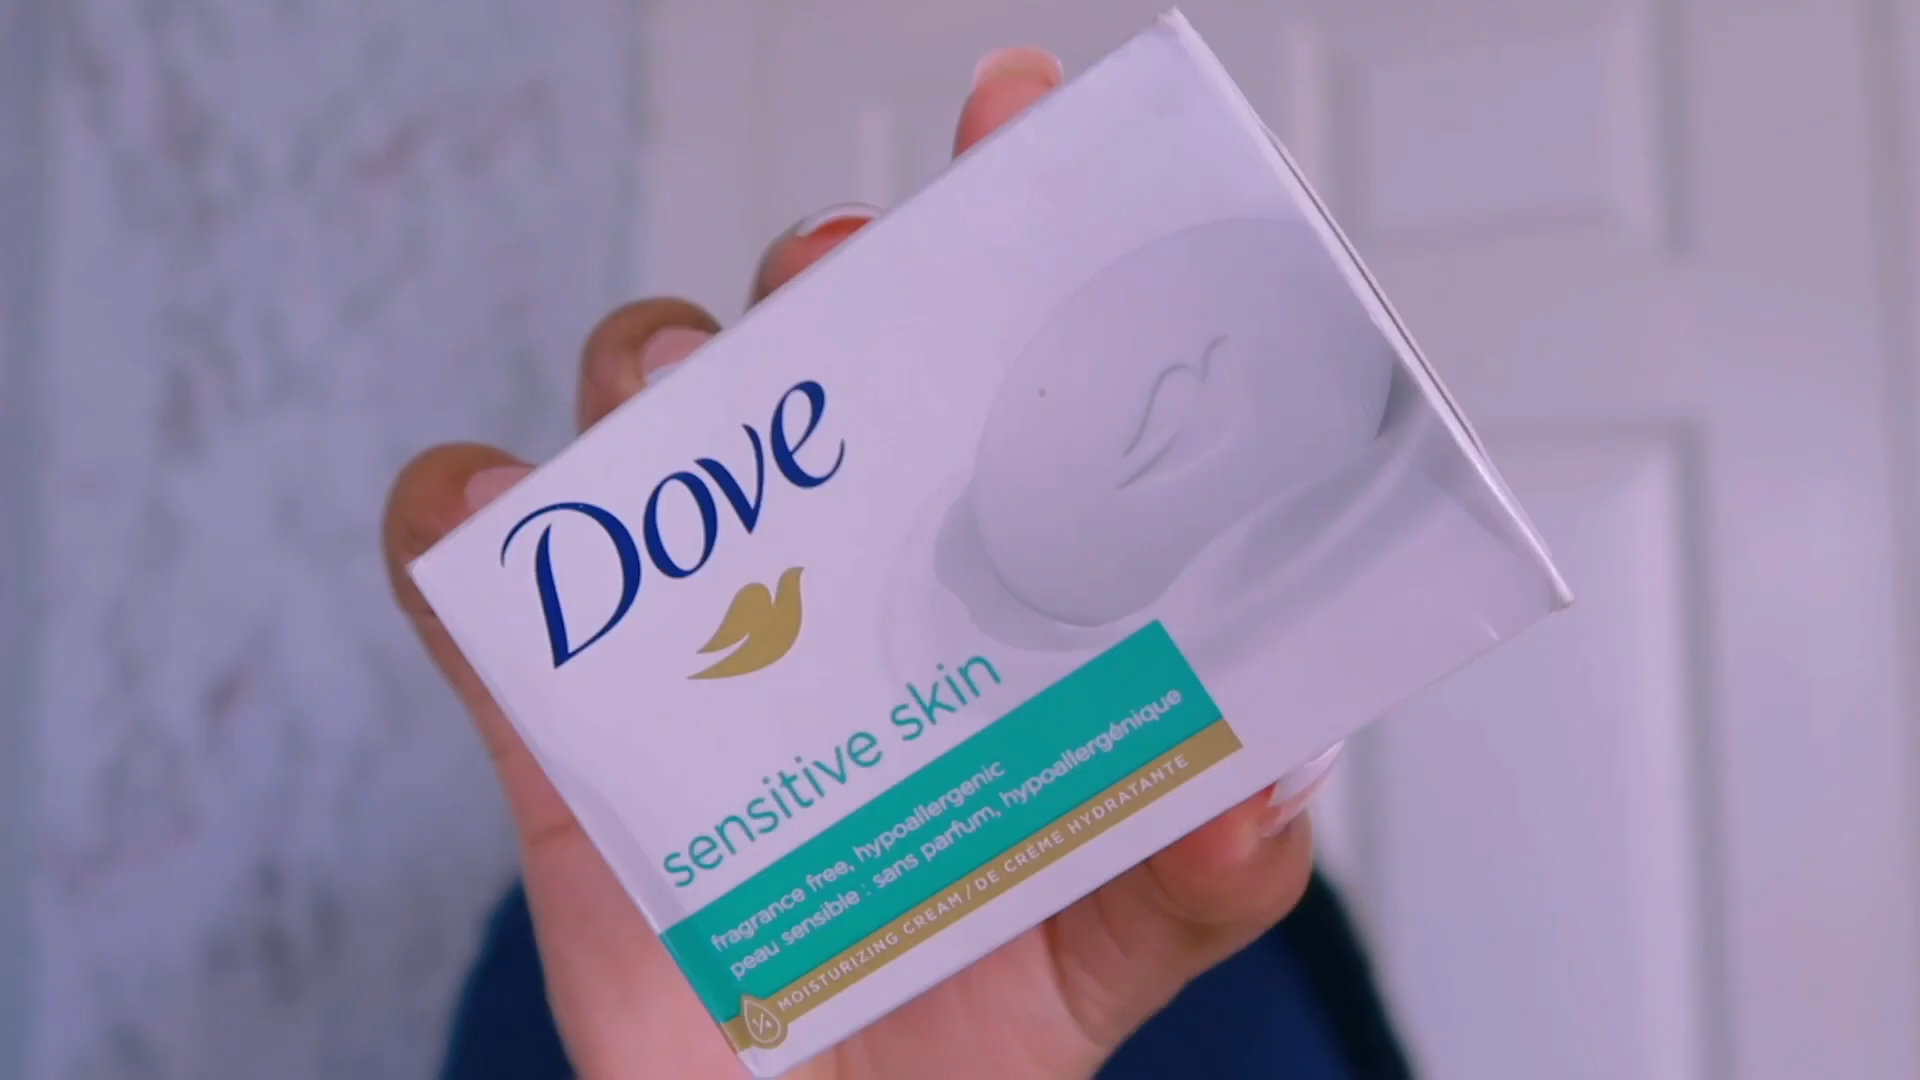 Dove
sensitive skin
fragrance free, hypoallergenic
peau sensible : sans parfum, hypoallergénique
1/4 MOISTURIZING CREAM / DE CRÈME HYDRATANTE